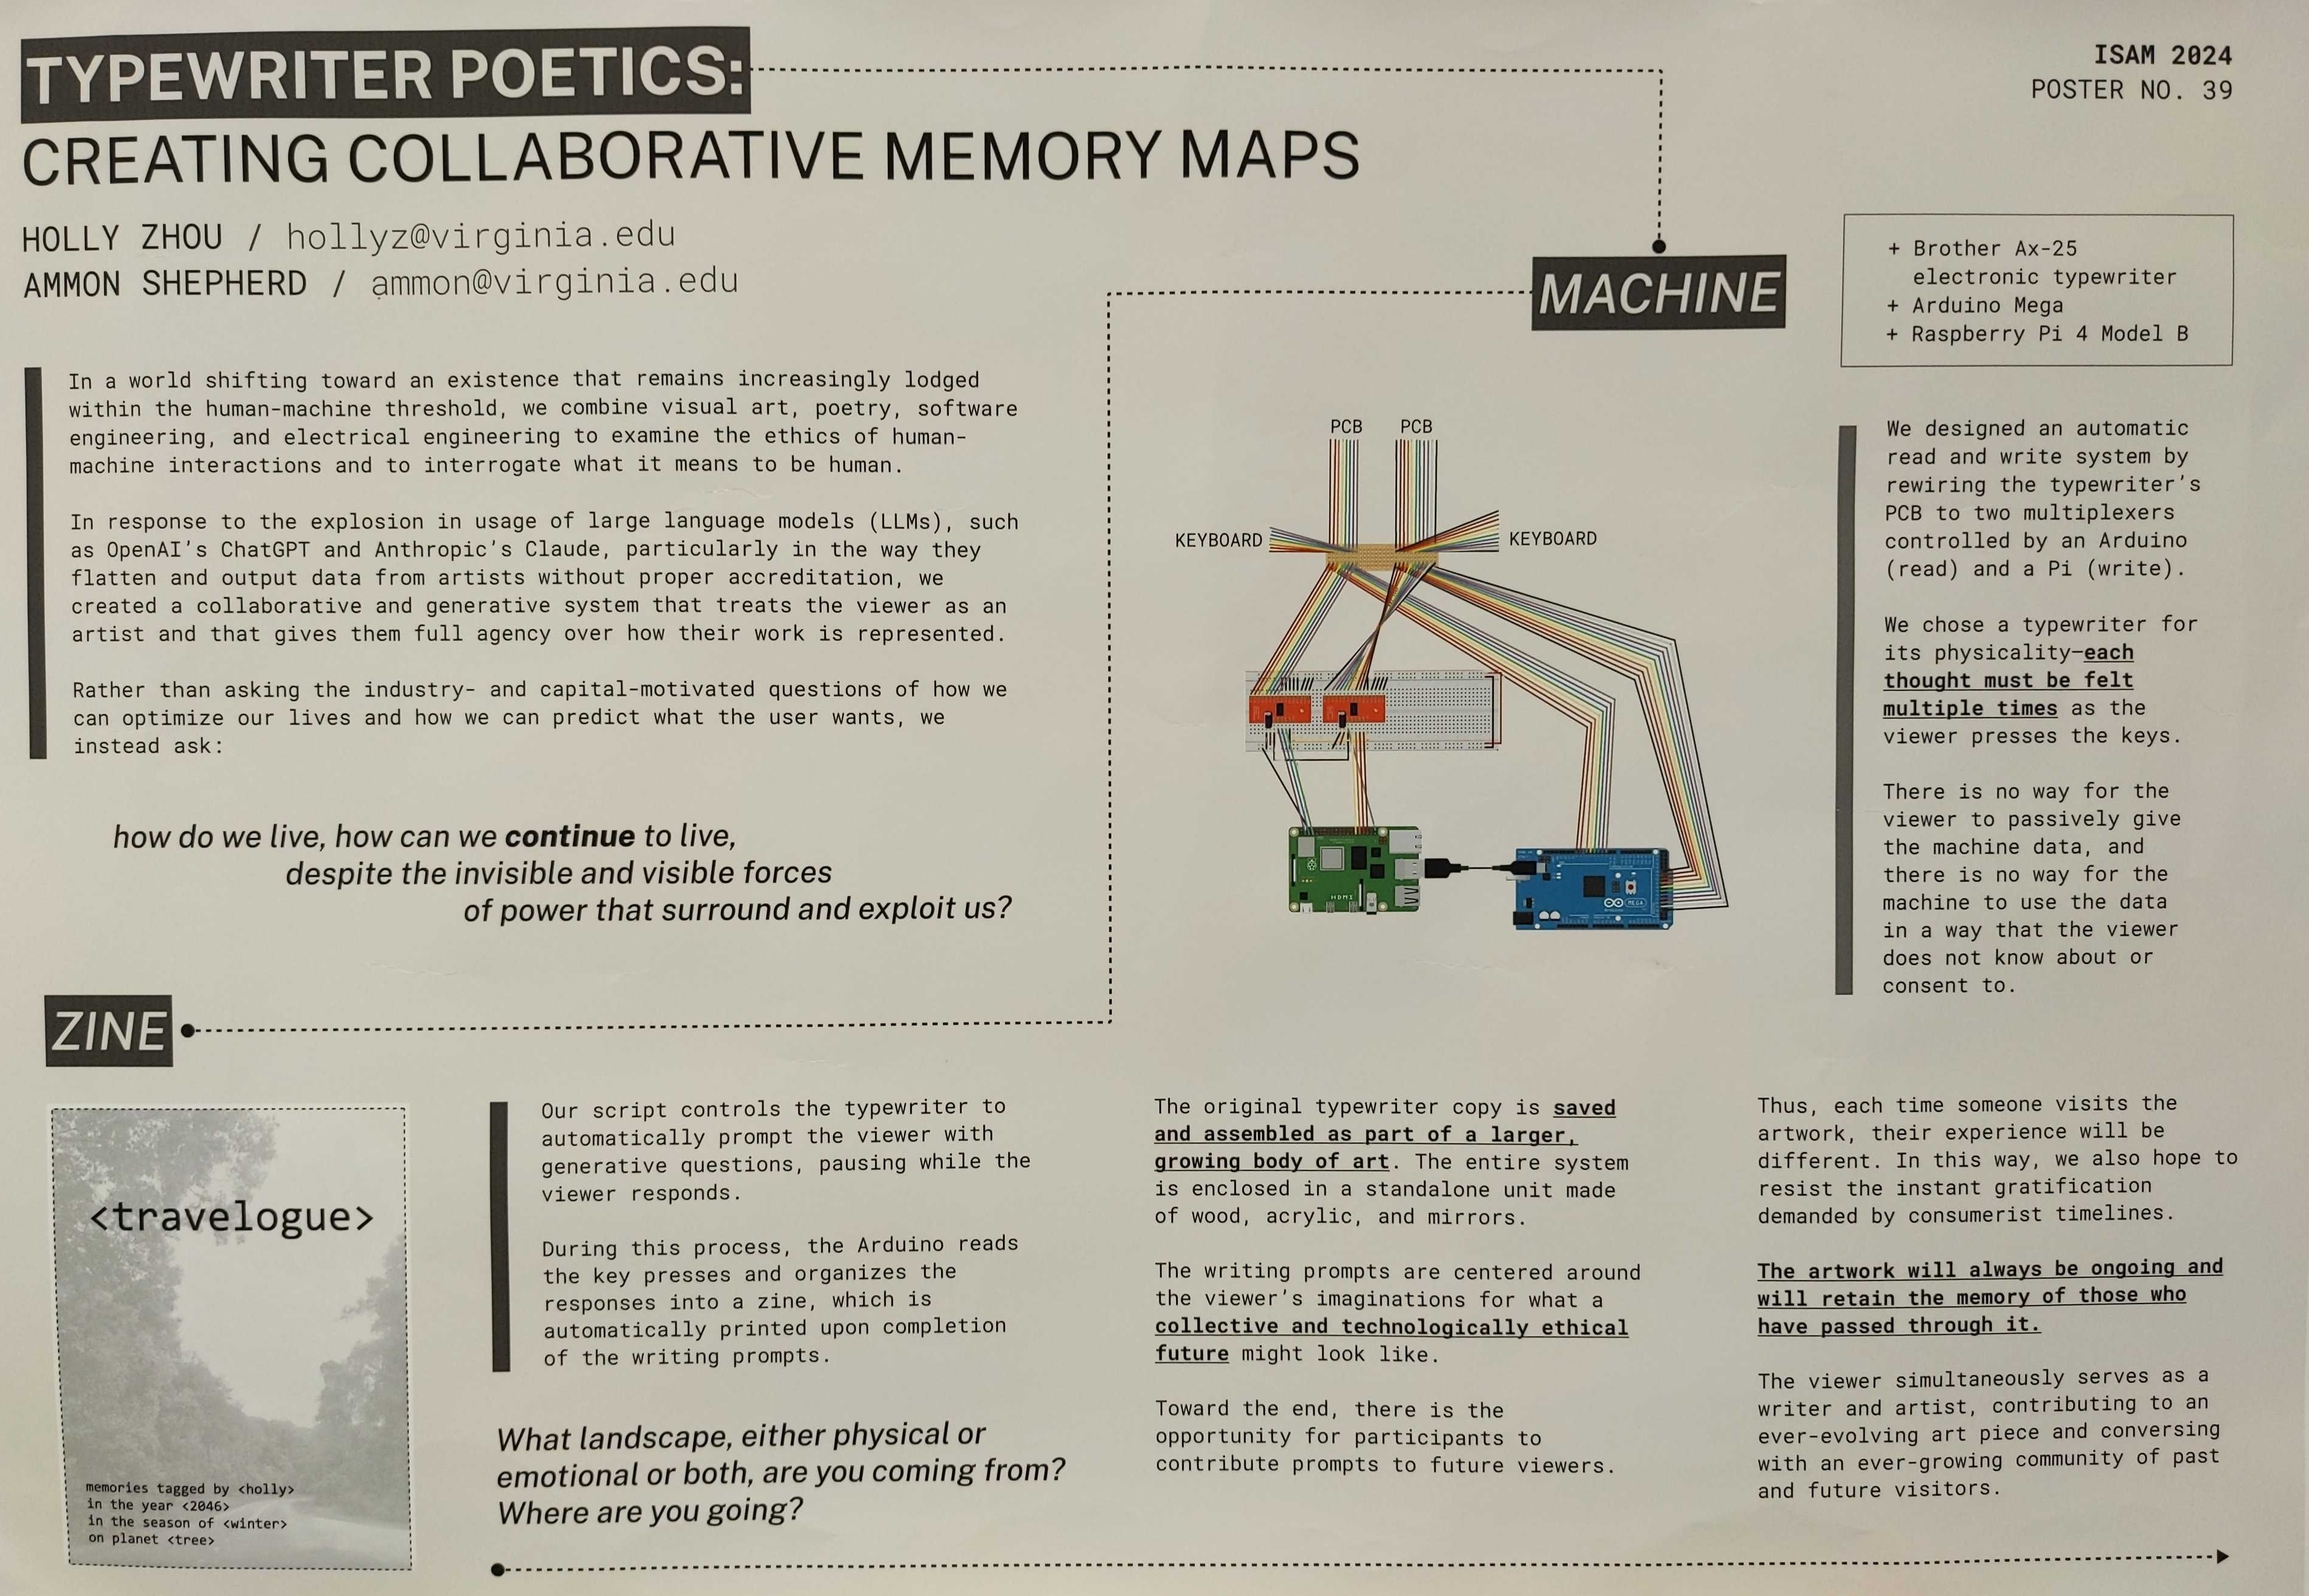 TYPEWRITER POETICS:
CREATING COLLABORATIVE MEMORY MAPS
HOLLY ZHOU / hollyz@virginia.edu
AMMON SHEPHERD / ammon@virginia.edu
ISAM 2024
POSTER NO. 39
In a world shifting toward an existence that remains increasingly lodged
within the human-machine threshold, we combine visual art, poetry, software
engineering, and electrical engineering to examine the ethics of human-
machine interactions and to interrogate what it means to be human.
In response to the explosion in usage of large language models (LLMs), such
as OpenAI's ChatGPT and Anthropic's Claude, particularly in the way they
flatten and output data from artists without proper accreditation, we
created a collaborative and generative system that treats the viewer as an
artist and that gives them full agency over how their work is represented.
Rather than asking the industry- and capital-motivated questions of how we
can optimize our lives and how we can predict what the user wants, we
instead ask:
how do we live, how can we continue to live,
despite the invisible and visible forces
of power that surround and exploit us?
MACHINE
+ Brother Ax-25
electronic typewriter
+ Arduino Mega
+ Raspberry Pi 4 Model B
PCB PCB
KEYBOARD KEYBOARD
HDMI
MEGA
We designed an automatic
read and write system by
rewiring the typewriter's
PCB to two multiplexers
controlled by an Arduino
(read) and a Pi (write).
We chose a typewriter for
its physicality—each
thought must be felt
multiple times as the
viewer presses the keys.
There is no way for the
viewer to passively give
the machine data, and
there is no way for the
machine to use the data
in a way that the viewer
does not know about or
consent to.
ZINE
<travelogue>
memories tagged by <holly>
in the year <2046>
in the season of <winter>
on planet <tree>
Our script controls the typewriter to
automatically prompt the viewer with
generative questions, pausing while the
viewer responds.
During this process, the Arduino reads
the key presses and organizes the
responses into a zine, which is
automatically printed upon completion
of the writing prompts.
What landscape, either physical or
emotional or both, are you coming from?
Where are you going?
The original typewriter copy is saved
and assembled as part of a larger,
growing body of art. The entire system
is enclosed in a standalone unit made
of wood, acrylic, and mirrors.
The writing prompts are centered around
the viewer's imaginations for what a
collective and technologically ethical
future might look like.
Toward the end, there is the
opportunity for participants to
contribute prompts to future viewers.
Thus, each time someone visits the
artwork, their experience will be
different. In this way, we also hope to
resist the instant gratification
demanded by consumerist timelines.
The artwork will always be ongoing and
will retain the memory of those who
have passed through it.
The viewer simultaneously serves as a
writer and artist, contributing to an
ever-evolving art piece and conversing
with an ever-growing community of past
and future visitors.